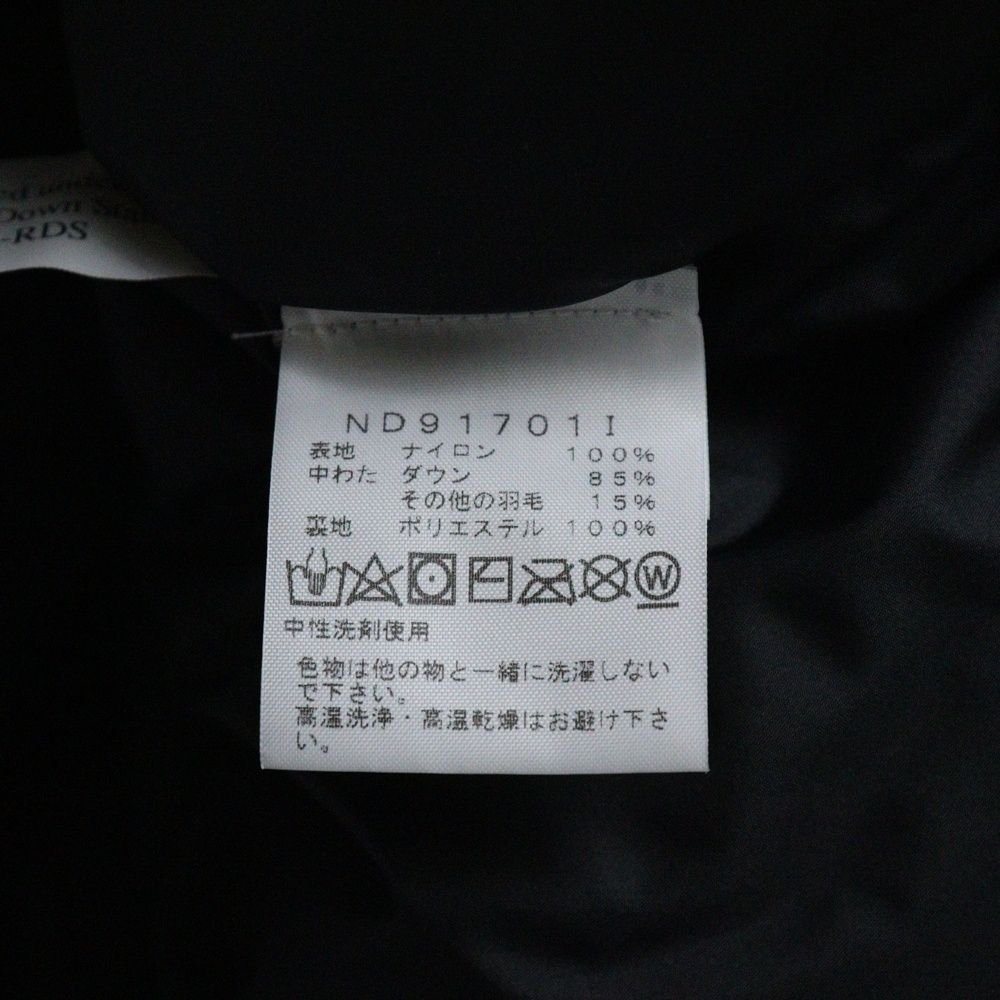 Down
-RDS
ND91701I
表地 ナイロン 100%
中わた ダウン 85%
その他の羽毛 15%
裏地 ポリエステル 100%
W
中性洗剤使用
色物は他の物と一緒に洗濯しない
で下さい。
高温洗浄・高温乾燥はお避け下さ
い。